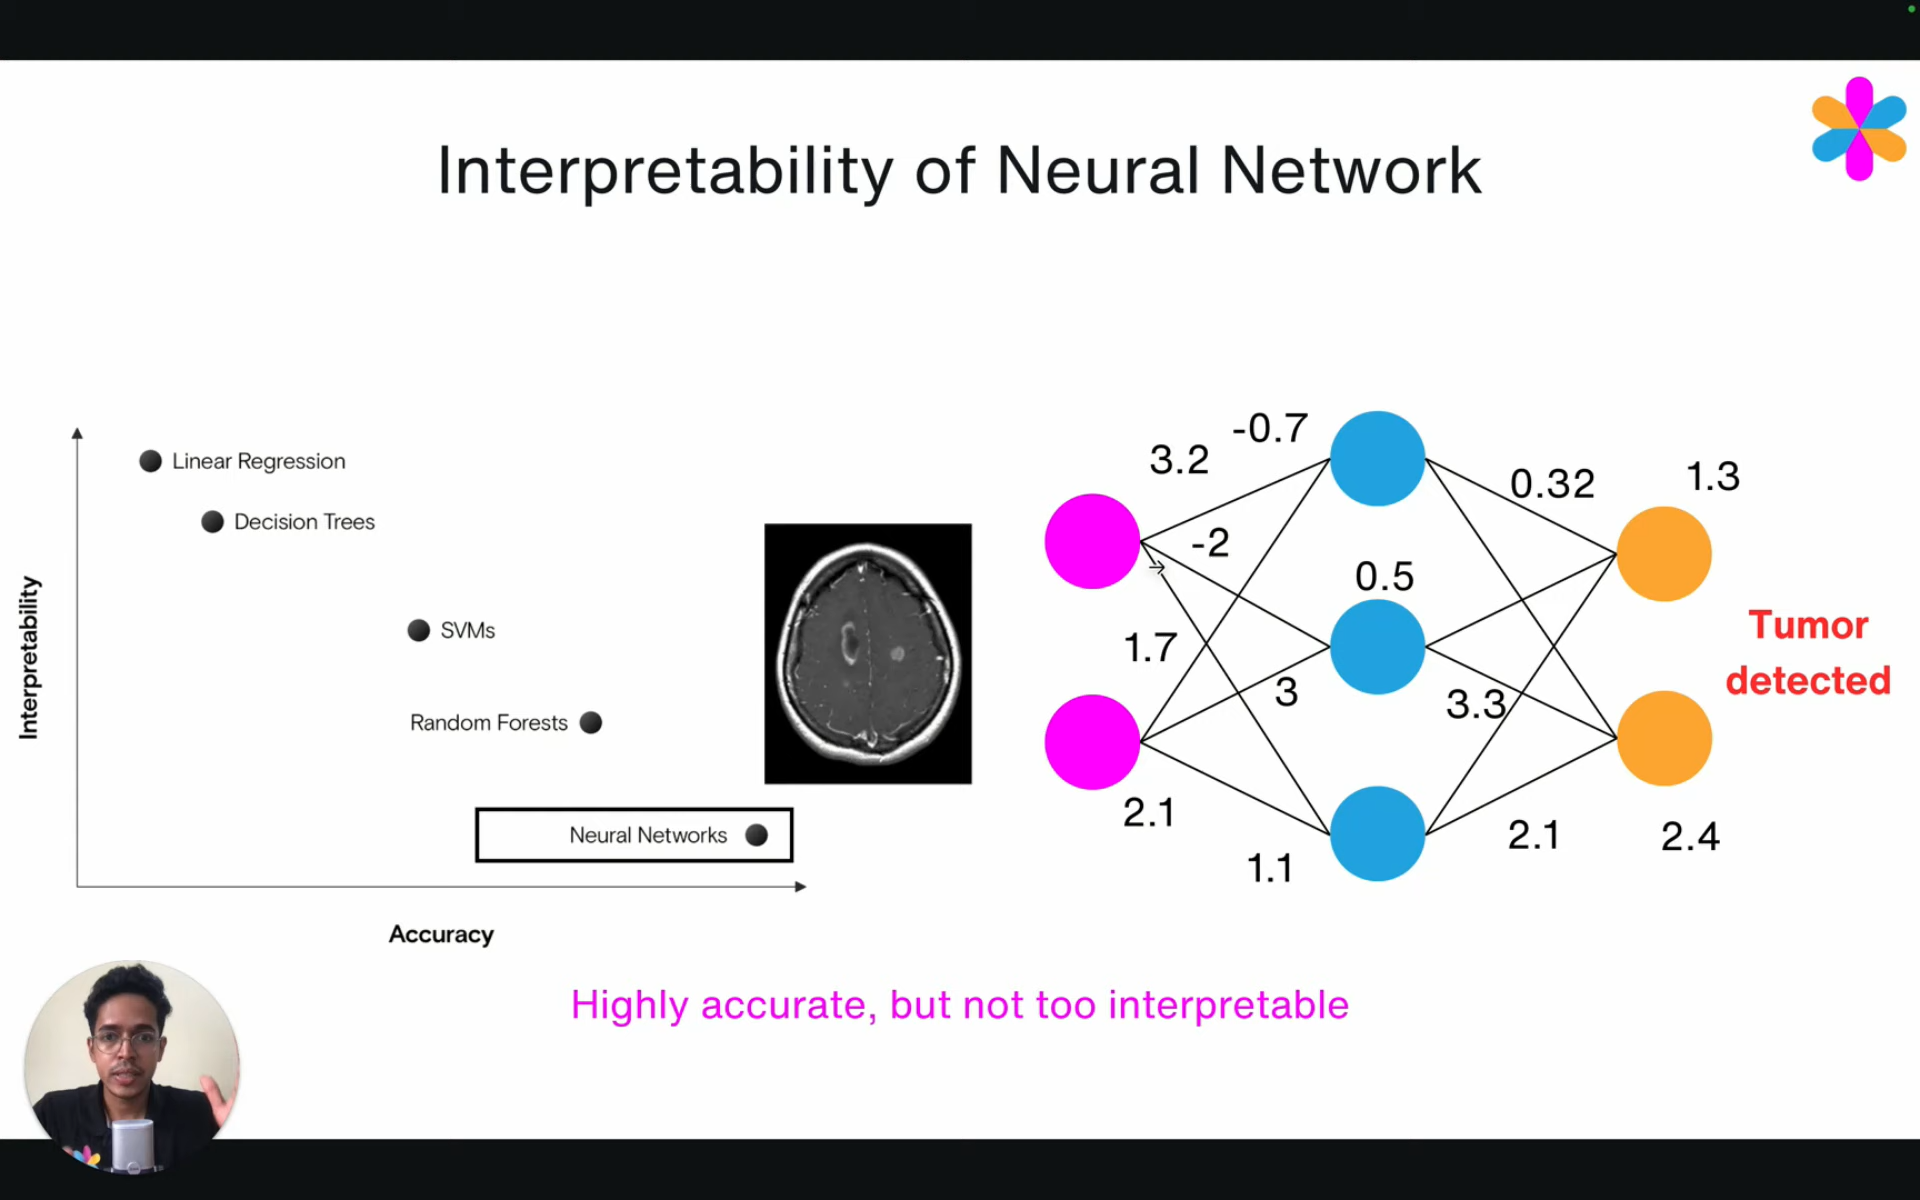 Interpretability of Neural Network
Interpretability
Linear Regression
Decision Trees
SVMs
Random Forests
Neural Networks
Accuracy
3.2
-0.7
-2
1.7
3
2.1
1.1
0.5
0.32
3.3
2.1
1.3
2.4
Tumor
detected
Highly accurate, but not too interpretable